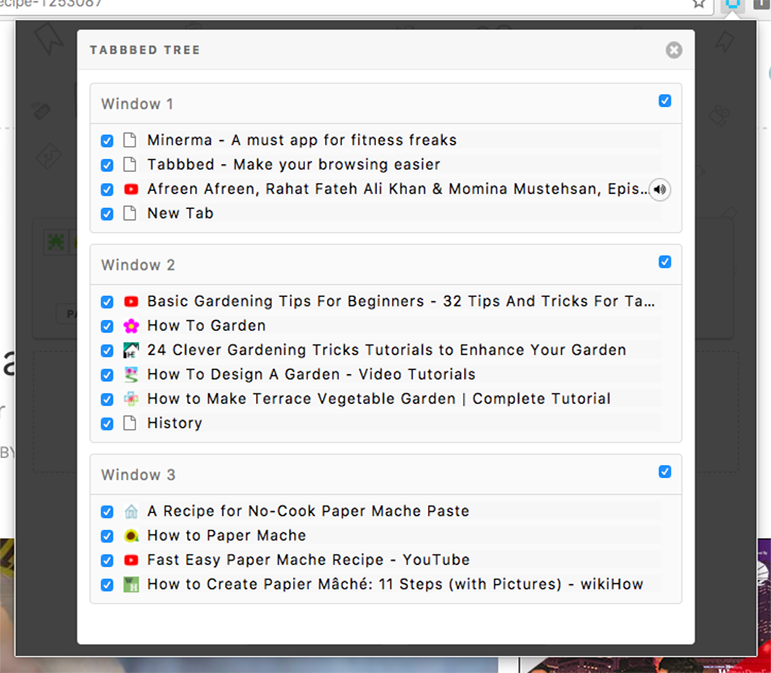 recipe-1253087
TABBBED TREE
Window 1
Minerma - A must app for fitness freaks
Tabbbed - Make your browsing easier
Afreen Afreen, Rahat Fateh Ali Khan & Momina Mustehsan, Epis...
New Tab
Window 2
Basic Gardening Tips For Beginners - 32 Tips And Tricks For Ta...
How To Garden
24 Clever Gardening Tricks Tutorials to Enhance Your Garden
How To Design A Garden - Video Tutorials
How to Make Terrace Vegetable Garden | Complete Tutorial
History
Window 3
A Recipe for No-Cook Paper Mache Paste
How to Paper Mache
Fast Easy Paper Mache Recipe - YouTube
How to Create Papier Mâché: 11 Steps (with Pictures) - wikiHow
BY